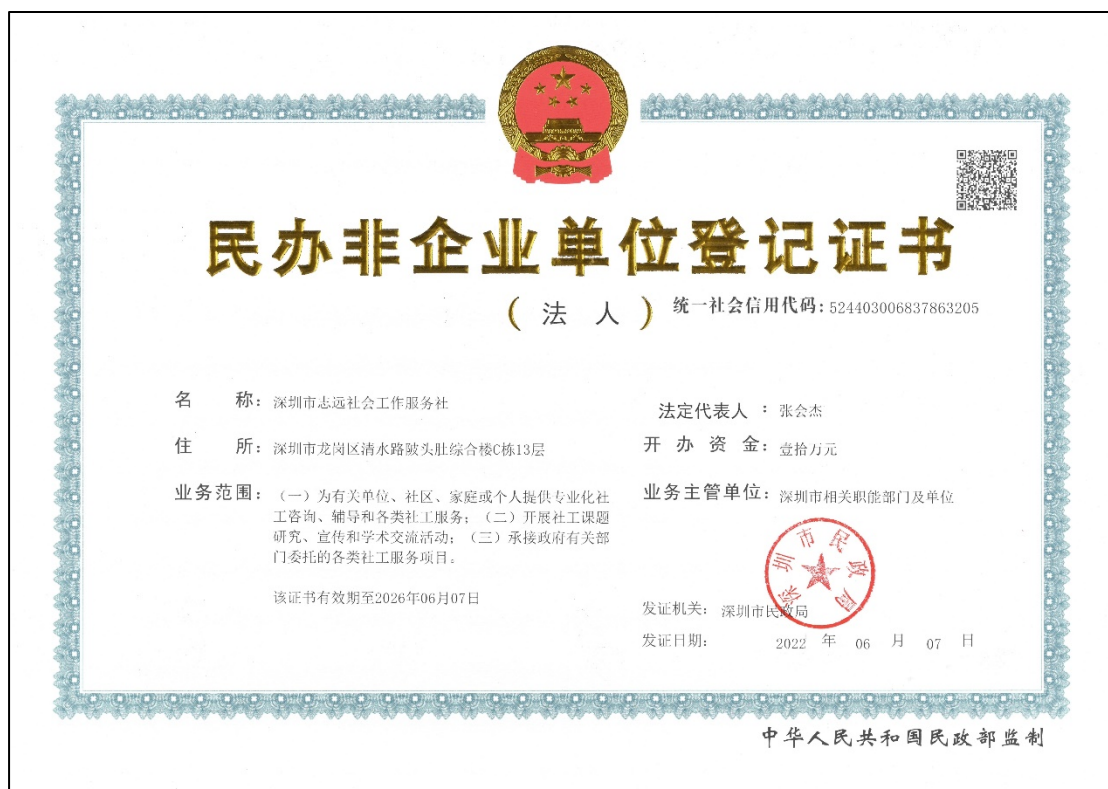 民办非企业单位登记证书
（法 人）
统一社会信用代码：524403006837863205
名 称：深圳市志远社会工作服务社
住 所：深圳市龙岗区清水路陂头肚综合楼C栋13层
业务范围：（一）为有关单位、社区、家庭或个人提供专业化社
工咨询、辅导和各类社工服务；（二）开展社工课题
研究、宣传和学术交流活动；（三）承接政府有关部
门委托的各类社工服务项目。
该证书有效期至2026年06月07日
法定代表人：张会杰
开 办 资 金：壹拾万元
业务主管单位：深圳市相关职能部门及单位
深圳市民政局
发证机关：深圳市民政局
发证日期：2022 年 06 月 07 日
中华人民共和国民政部监制